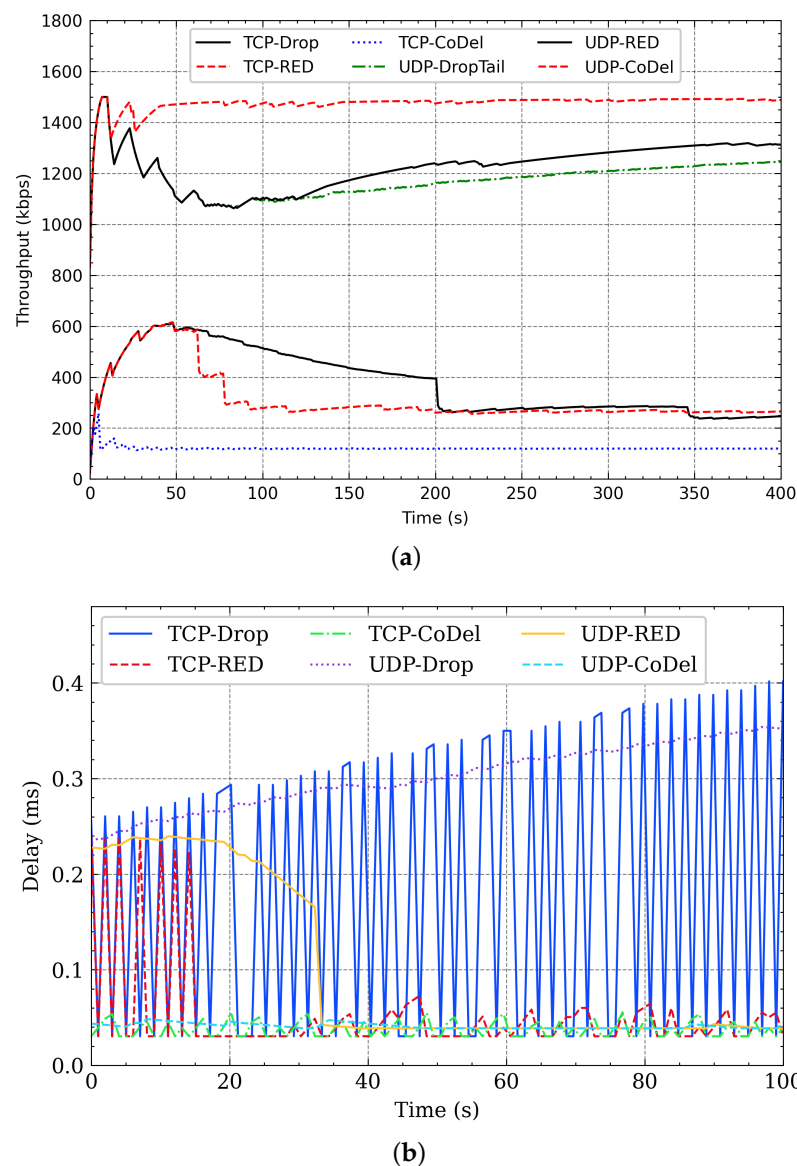 1800
1600
1400
1200
1000
800
600
400
200
0
Throughput (kbps)
TCP-Drop TCP-CoDel UDP-RED
TCP-RED UDP-DropTail UDP-CoDel
0 50 100 150 200 250 300 350 400
Time (s)
(a)
TCP-Drop TCP-CoDel UDP-RED
TCP-RED UDP-Drop UDP-CoDel
0.4
0.3
0.2
0.1
0.0
Delay (ms)
0 20 40 60 80 100
Time (s)
(b)